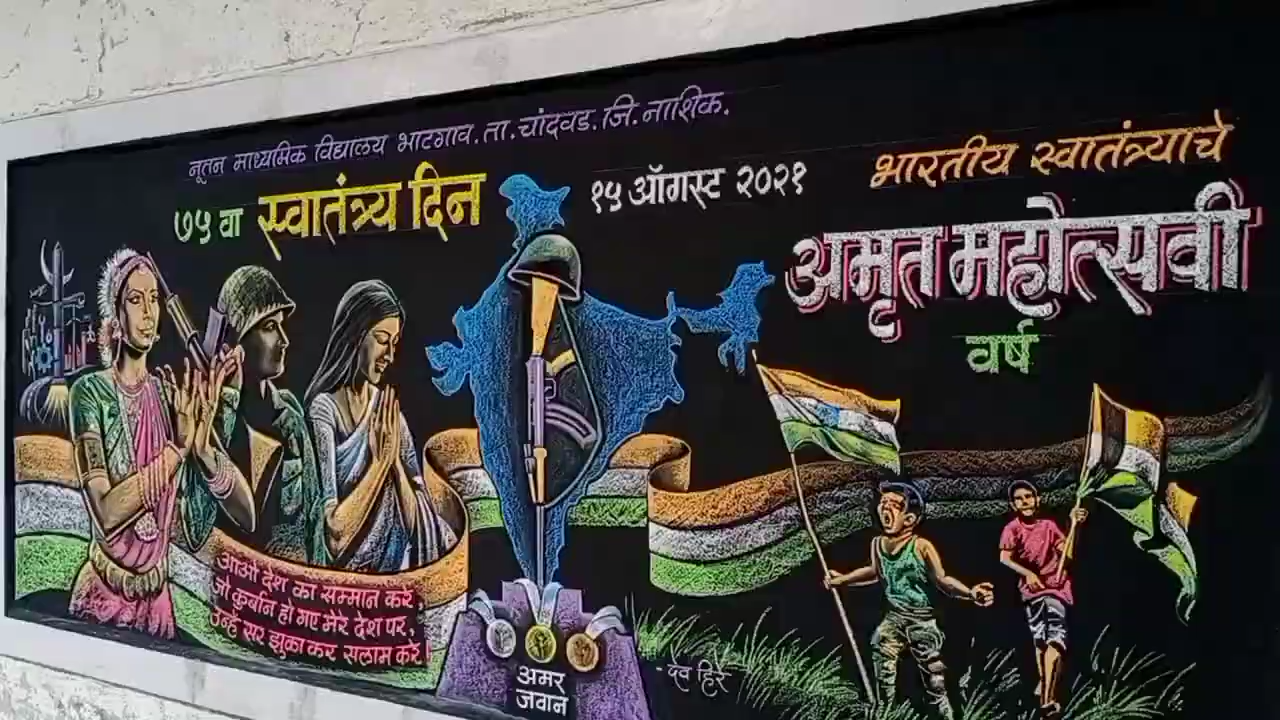 नूतन माध्यमिक विद्यालय भाटगाव. ता. चांदवड. जि. नाशिक.
७५ वा स्वातंत्र्य दिन
१५ ऑगस्ट २०२१
भारतीय स्वातंत्र्याचे
अमृत महोत्सवी
वर्ष
आओ देश का सम्मान करे,
जो कुर्बान हो गए मेरे देश पर,
उन्हे सर झुका कर सलाम करे।
अमर
जवान
- देव हिरे